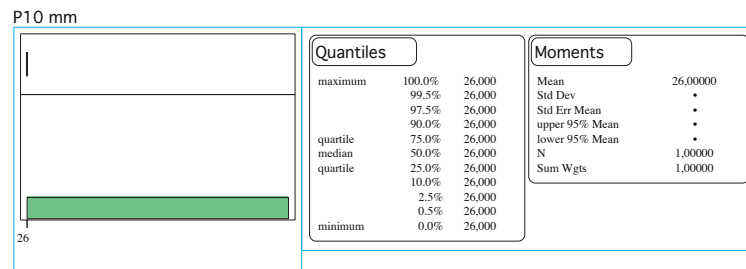 P10 mm
26
Quantiles
maximum 100.0% 26,000
99.5% 26,000
97.5% 26,000
90.0% 26,000
quartile 75.0% 26,000
median 50.0% 26,000
quartile 25.0% 26,000
10.0% 26,000
2.5% 26,000
0.5% 26,000
minimum 0.0% 26,000
Moments
Mean 26,00000
Std Dev •
Std Err Mean •
upper 95% Mean •
lower 95% Mean •
N 1,00000
Sum Wgts 1,00000